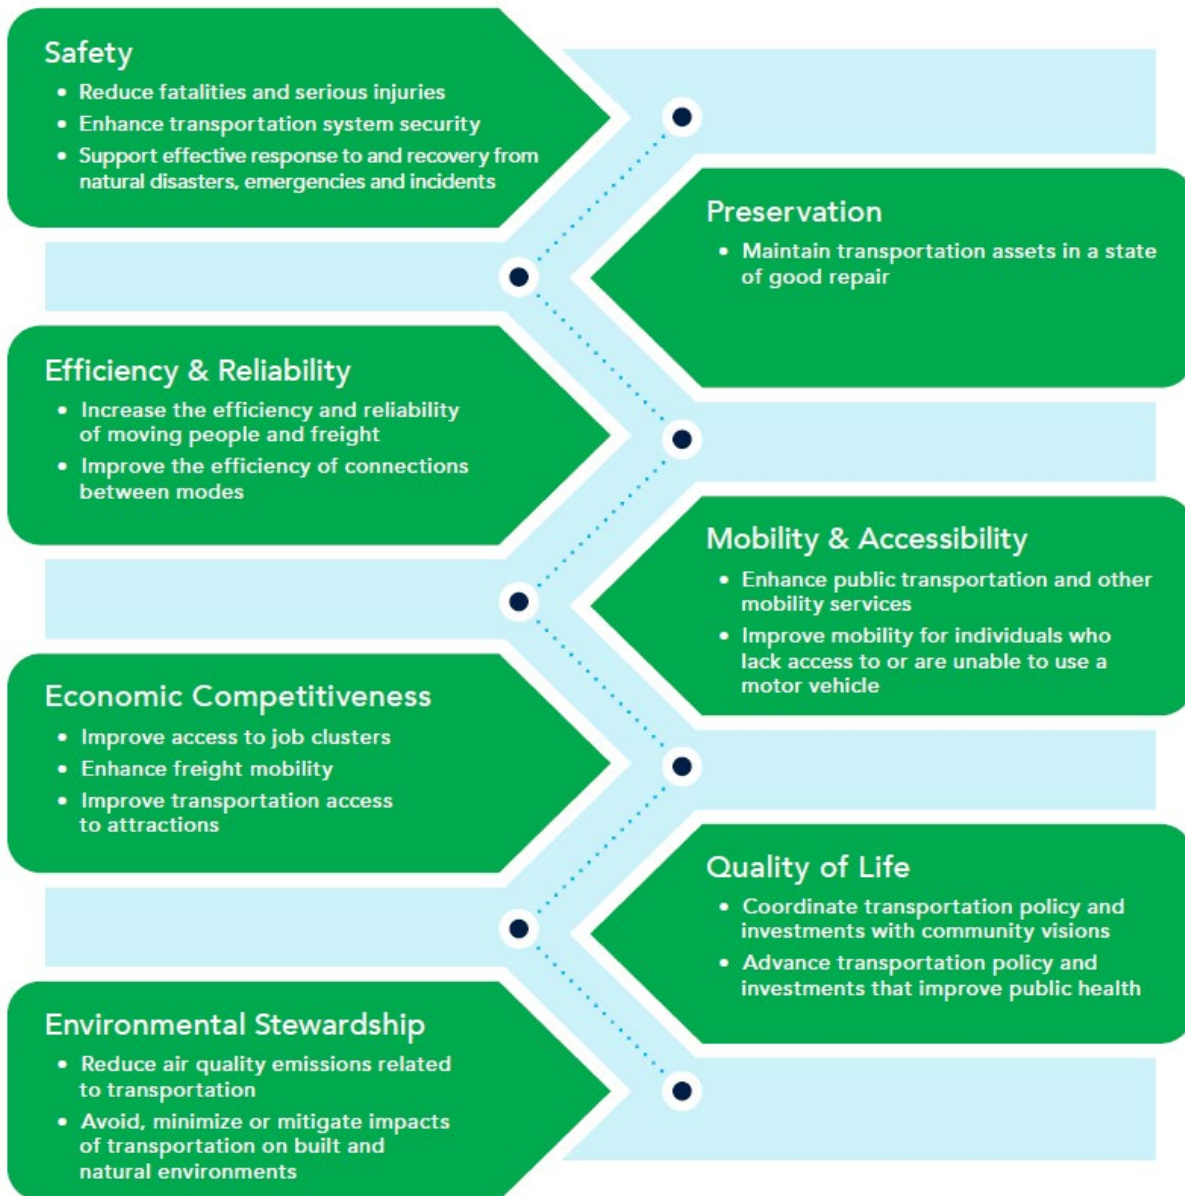 Safety
• Reduce fatalities and serious injuries
• Enhance transportation system security
• Support effective response to and recovery from
natural disasters, emergencies and incidents
Preservation
• Maintain transportation assets in a state
of good repair
Efficiency & Reliability
• Increase the efficiency and reliability
of moving people and freight
• Improve the efficiency of connections
between modes
Mobility & Accessibility
• Enhance public transportation and other
mobility services
• Improve mobility for individuals who
lack access to or are unable to use a
motor vehicle
Economic Competitiveness
• Improve access to job clusters
• Enhance freight mobility
• Improve transportation access
to attractions
Quality of Life
• Coordinate transportation policy and
investments with community visions
• Advance transportation policy and
investments that improve public health
Environmental Stewardship
• Reduce air quality emissions related
to transportation
• Avoid, minimize or mitigate impacts
of transportation on built and
natural environments